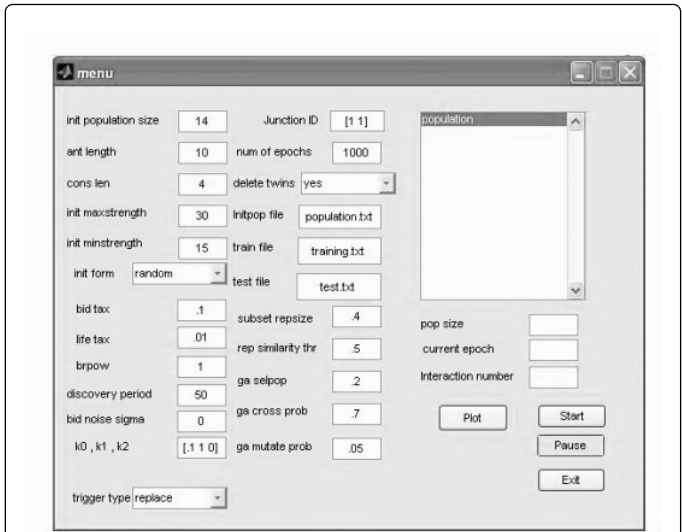 menu
init population size 14 Junction ID [1 1] population
ant length 10 num of epochs 1000
cons len 4 delete twins yes
init maxstrength 30 Initpop file population.txt
init minstrength 15 train file training.txt
init form random test file test.txt
bid tax .1 subset repsize .4 pop size
life tax .01 rep similarity thr .5 current epoch
brpow 1 ga selpop .2 Interaction number
discovery period 50
bid noise sigma 0 ga cross prob .7 Plot Start
k0 , k1 , k2 [.1 1 0] ga mutate prob .05 Pause
Exit
trigger type replace